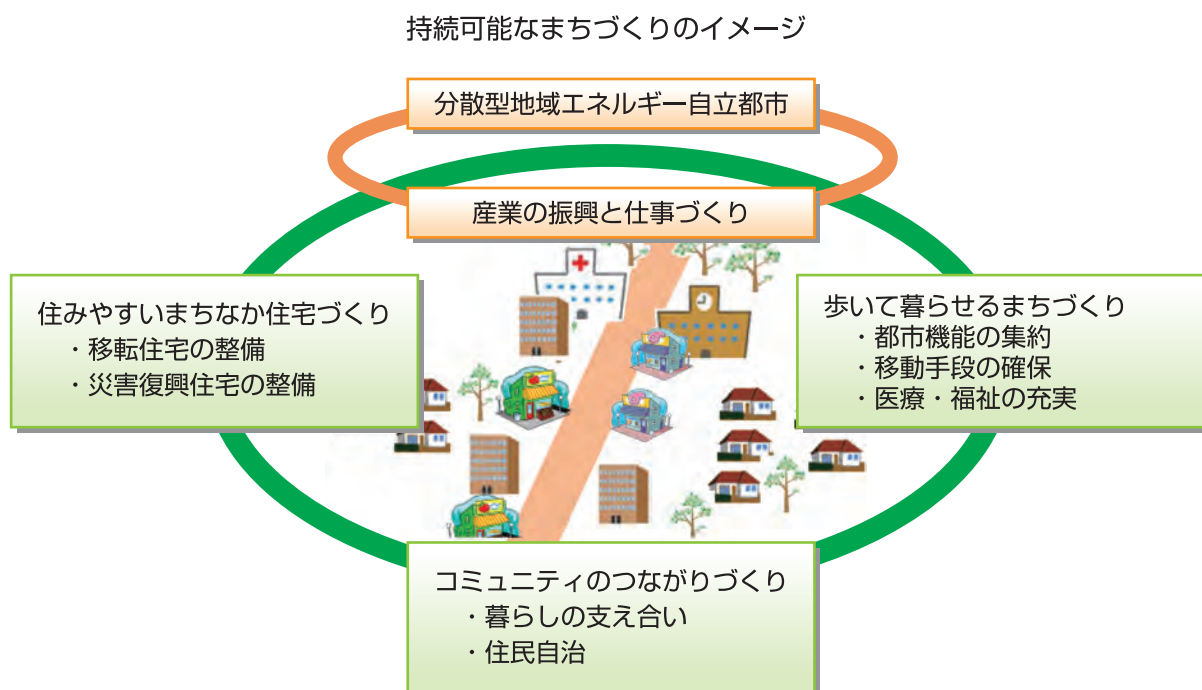 持続可能なまちづくりのイメージ
分散型地域エネルギー自立都市
産業の振興と仕事づくり
住みやすいまちなか住宅づくり
・移転住宅の整備
・災害復興住宅の整備
歩いて暮らせるまちづくり
・都市機能の集約
・移動手段の確保
・医療・福祉の充実
コミュニティのつながりづくり
・暮らしの支え合い
・住民自治